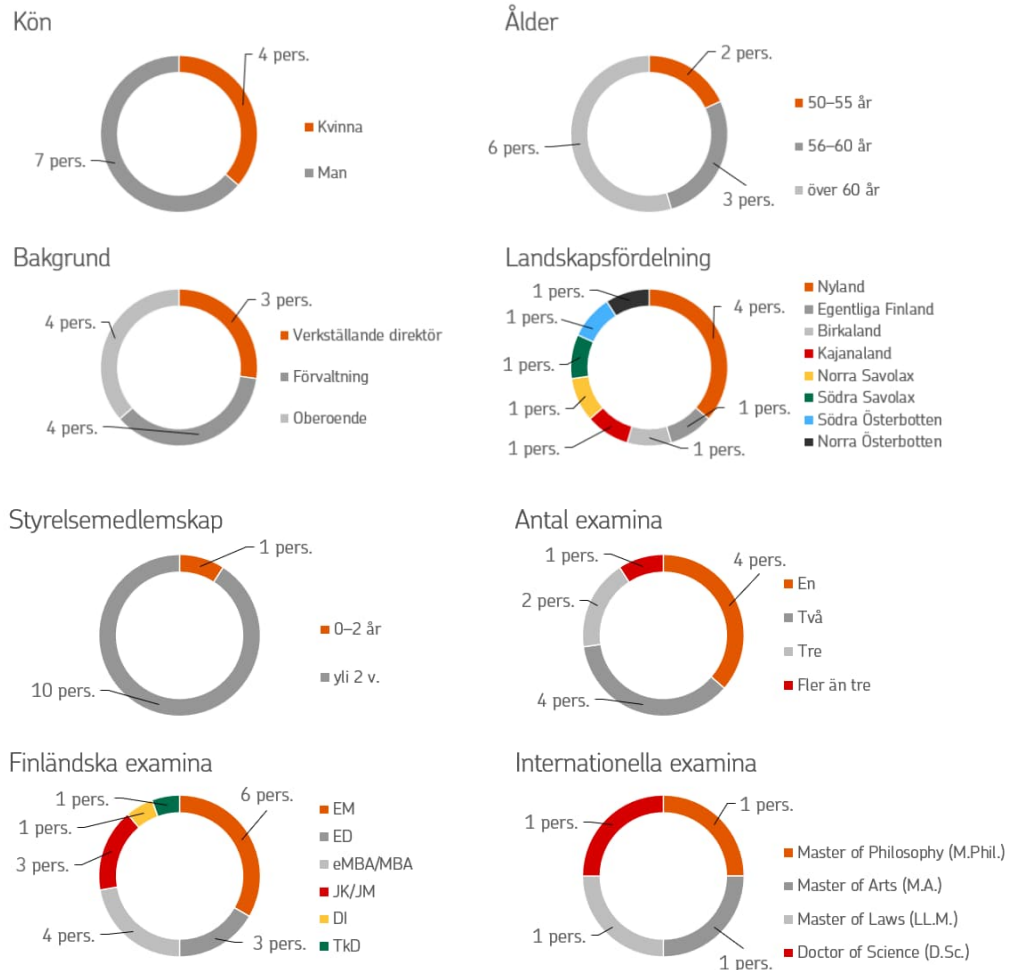 Kön
4 pers.
7 pers.
Kvinna
Man
Ålder
2 pers.
6 pers.
3 pers.
50–55 år
56–60 år
över 60 år
Bakgrund
3 pers.
4 pers.
4 pers.
Verkställande direktör
Förvaltning
Oberoende
Landskapsfördelning
1 pers.
4 pers.
1 pers.
1 pers.
1 pers.
1 pers.
1 pers.
1 pers.
Nyland
Egentliga Finland
Birkaland
Kajanaland
Norra Savolax
Södra Savolax
Södra Österbotten
Norra Österbotten
Styrelsemedlemskap
1 pers.
10 pers.
0–2 år
yli 2 v.
Antal examina
1 pers.
4 pers.
2 pers.
4 pers.
En
Två
Tre
Fler än tre
Finländska examina
1 pers.
6 pers.
1 pers.
3 pers.
4 pers.
3 pers.
EM
ED
eMBA/MBA
JK/JM
DI
TkD
Internationella examina
1 pers.
1 pers.
1 pers.
1 pers.
Master of Philosophy (M.Phil.)
Master of Arts (M.A.)
Master of Laws (LL.M.)
Doctor of Science (D.Sc.)